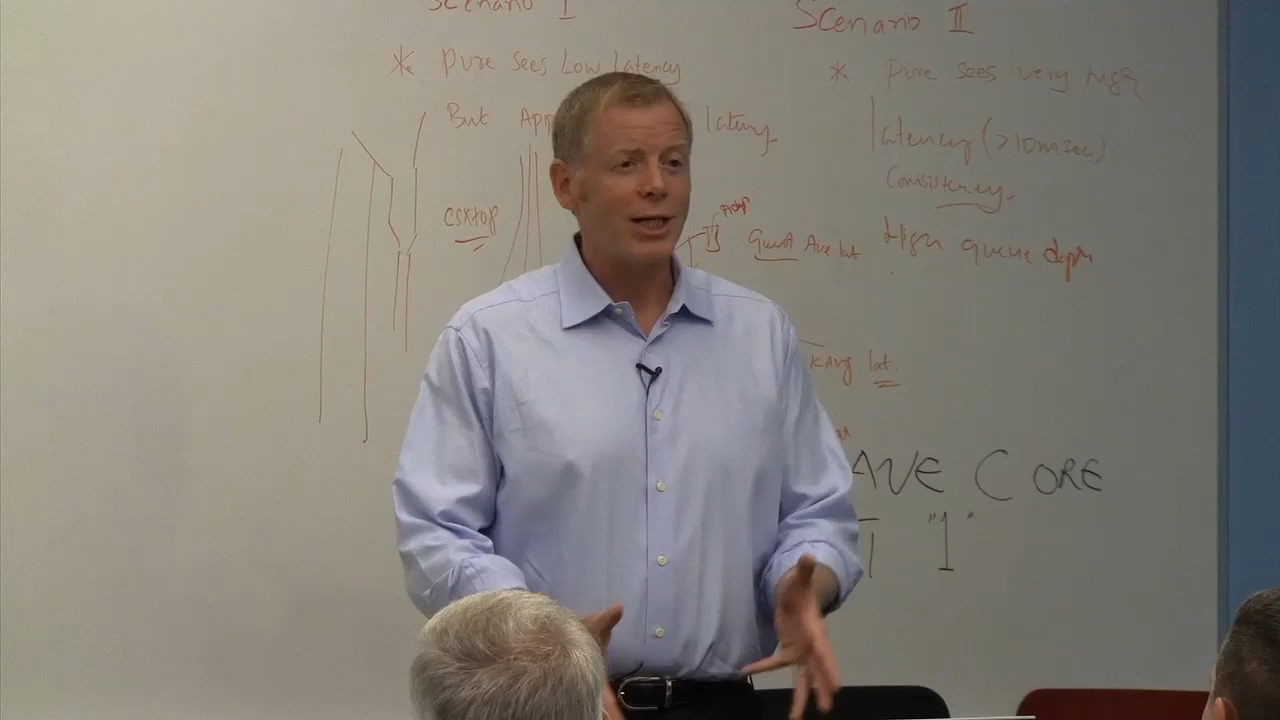 Scenario I
* Pure sees Low Latency
But App latency
esxtop
Guest Ave lat
KAvg lat.
Scenario II
* Pure sees very high
latency (>10msec)
Consistency.
High queue depth
AVE CORE
"1"